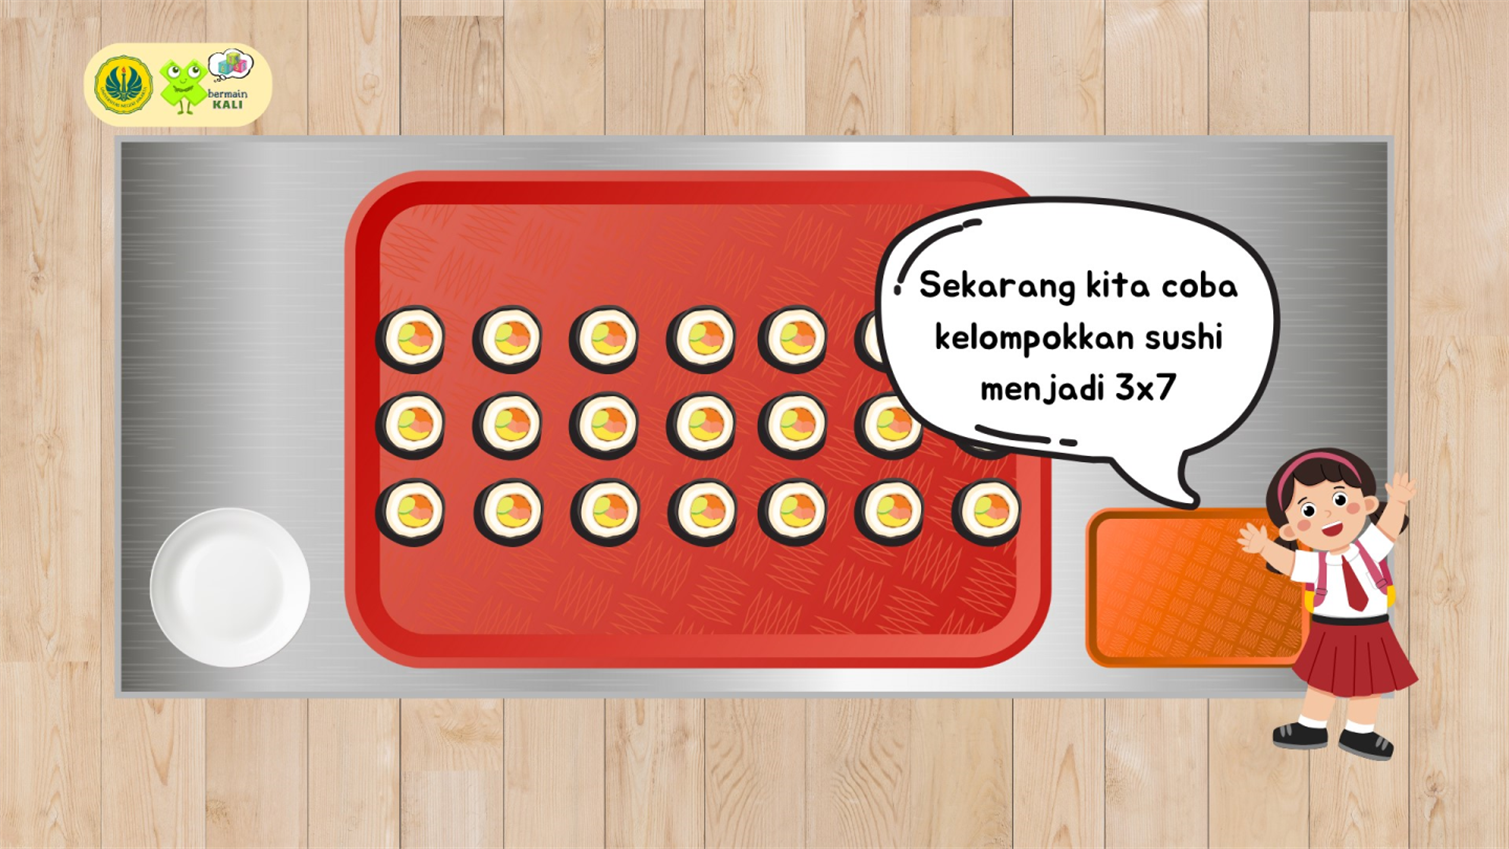 bermain
KALI
Sekarang kita coba
kelompokkan sushi
menjadi 3x7